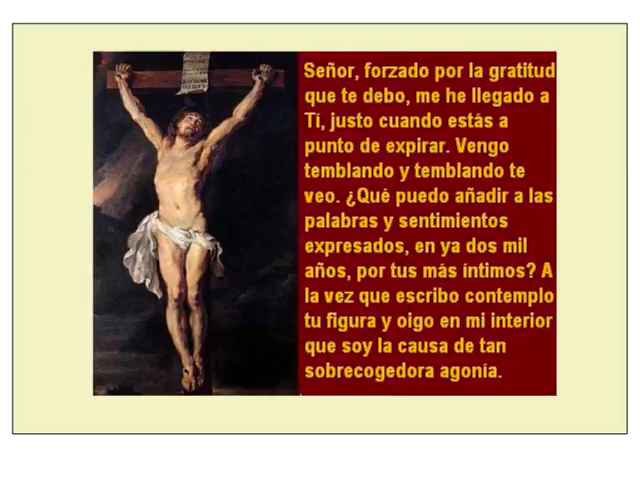 Señor, forzado por la gratitud
que te debo, me he llegado a
Tí, justo cuando estás a
punto de expirar. Vengo
temblando y temblando te
veo. ¿Qué puedo añadir a las
palabras y sentimientos
expresados, en ya dos mil
años, por tus más íntimos? A
la vez que escribo contemplo
tu figura y oigo en mi interior
que soy la causa de tan
sobrecogedora agonía.